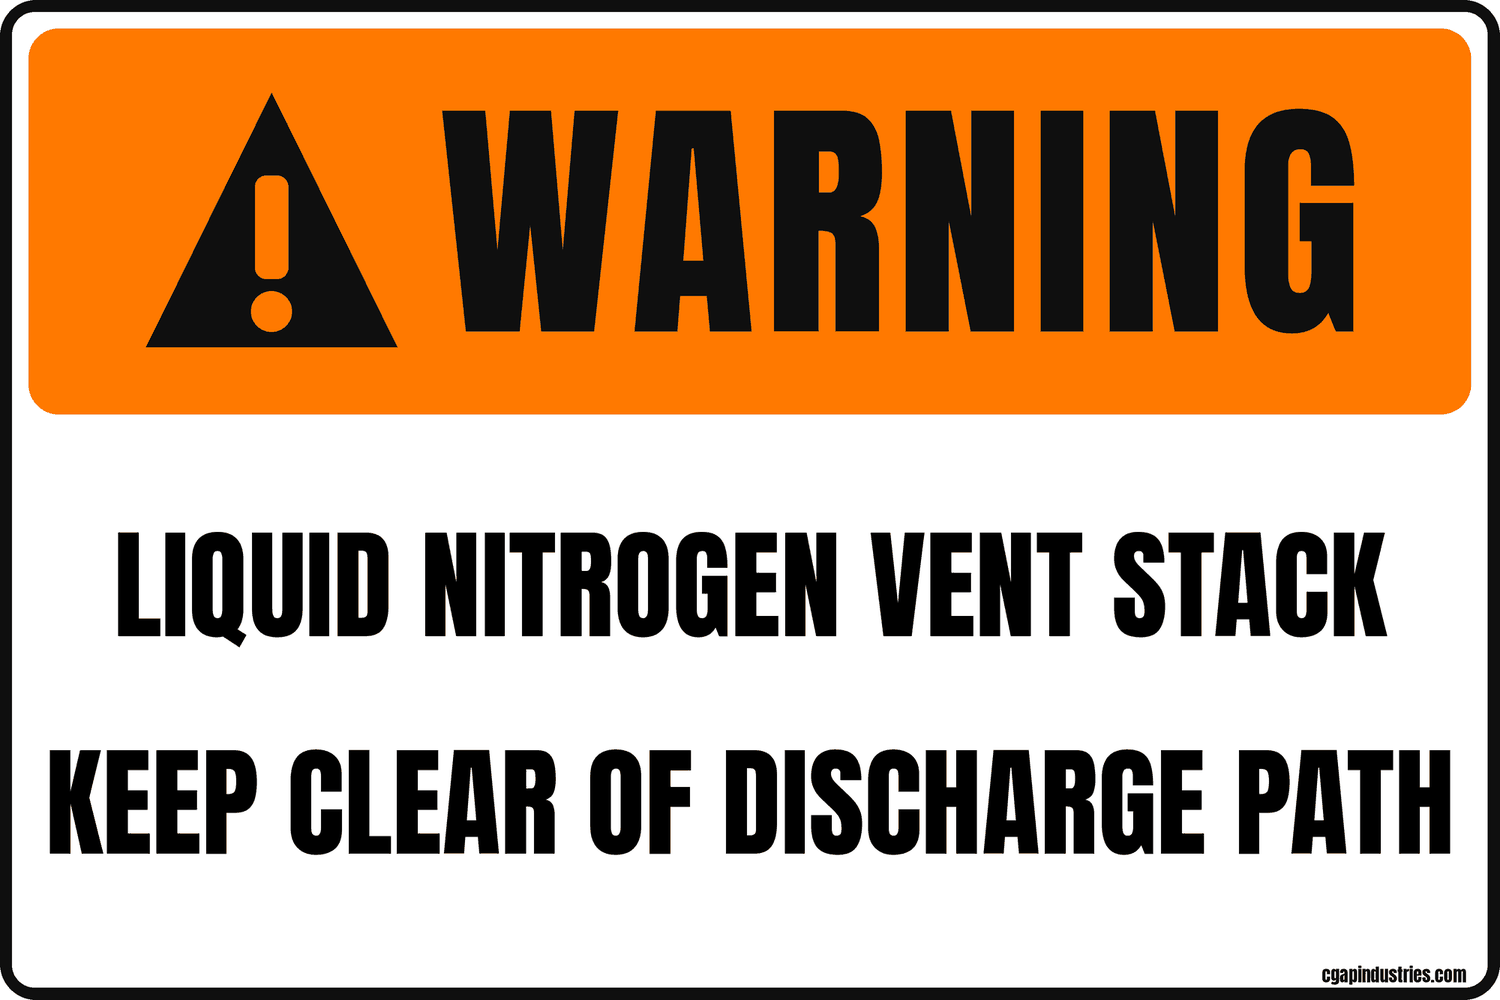 WARNING
LIQUID NITROGEN VENT STACK
KEEP CLEAR OF DISCHARGE PATH
cgapindustries.com